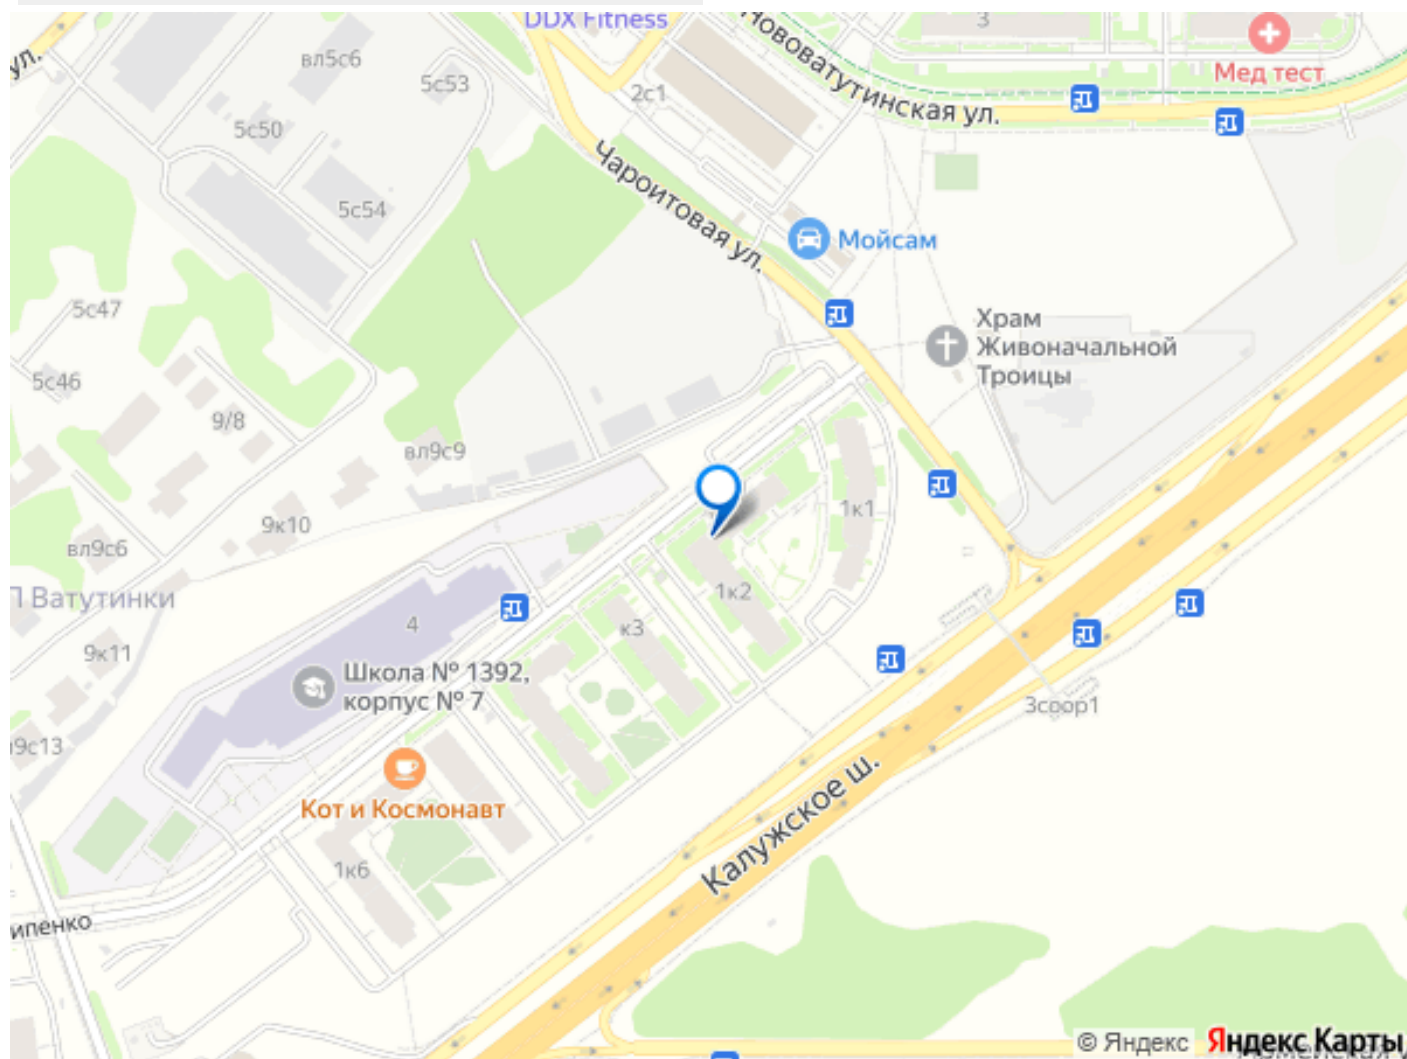 DDX Fitness
3
Мед тест
Нововатутинская ул.
ул.
вл5с6
5с53
2с1
5с50
Чароитовая ул.
5с54
Мойсам
5с47
Храм
Живоначальной
Троицы
5с46
9/8
вл9с9
1к1
9к10
вл9с6
1к2
П Ватутинки
4
к3
9к11
Школа № 1392,
корпус № 7
3соор1
9с13
Калужское ш.
Кот и Космонавт
1к6
ипенко
© Яндекс Яндекс Карты